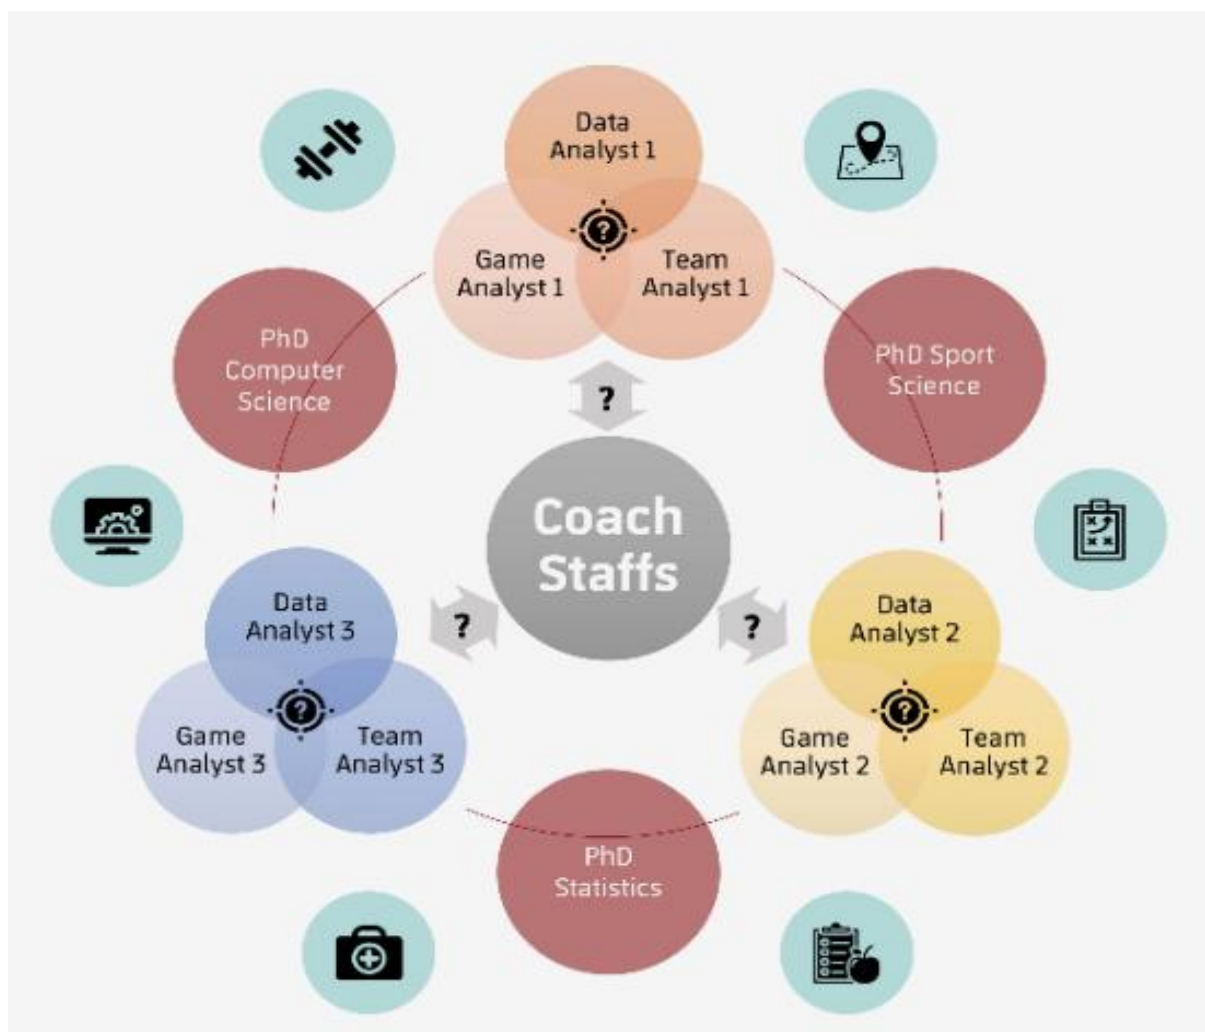 Data
Analyst 1
?
Game
Analyst 1
Team
Analyst 1
PhD
Computer
Science
PhD Sport
Science
?
Coach
Staffs
?
?
Data
Analyst 3
?
Game
Analyst 3
Team
Analyst 3
Data
Analyst 2
?
Game
Analyst 2
Team
Analyst 2
PhD
Statistics